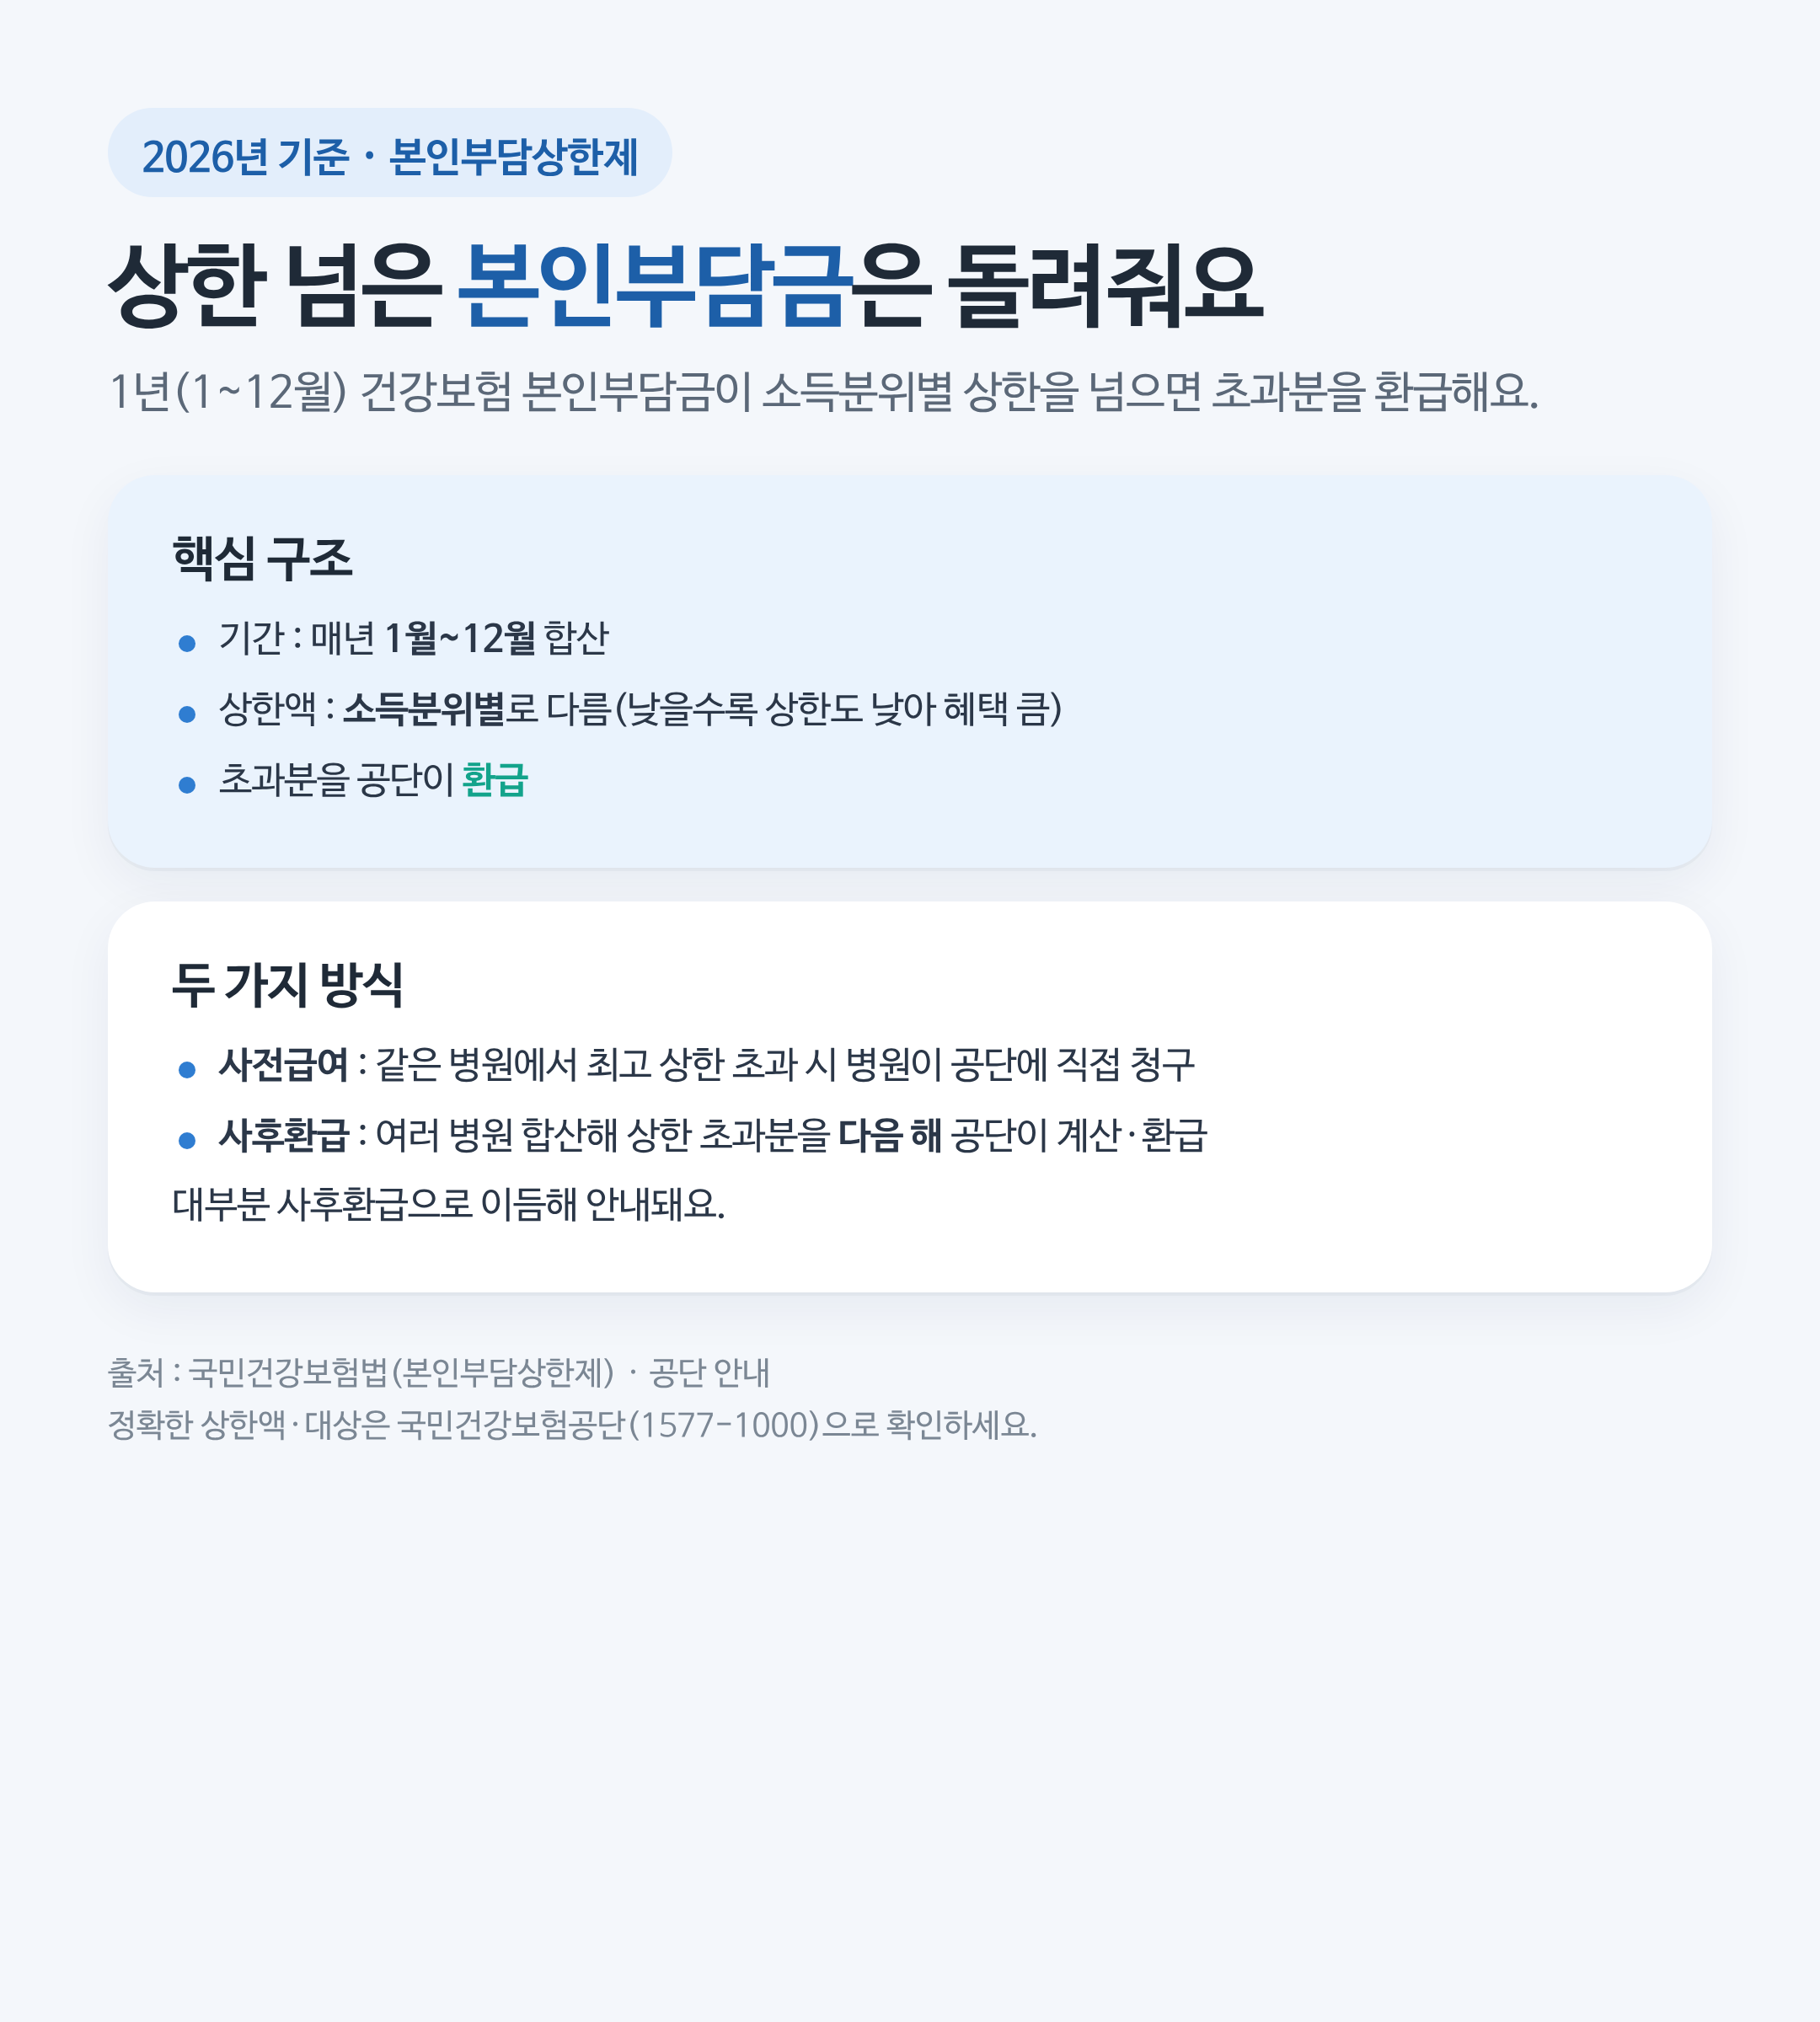 2026년 기준 · 본인부담상한제
상한 넘은 본인부담금은 돌려줘요
1년(1~12월) 건강보험 본인부담금이 소득분위별 상한을 넘으면 초과분을 환급해요.
핵심 구조
● 기간 : 매년 1월~12월 합산
● 상한액 : 소득분위별로 다름(낮을수록 상한도 낮아 혜택 큼)
● 초과분을 공단이 환급
두 가지 방식
● 사전급여 : 같은 병원에서 최고 상한 초과 시 병원이 공단에 직접 청구
● 사후환급 : 여러 병원 합산해 상한 초과분을 다음 해 공단이 계산·환급
대부분 사후환급으로 이듬해 안내돼요.
출처 : 국민건강보험법(본인부담상한제) · 공단 안내
정확한 상한액·대상은 국민건강보험공단(1577-1000)으로 확인하세요.